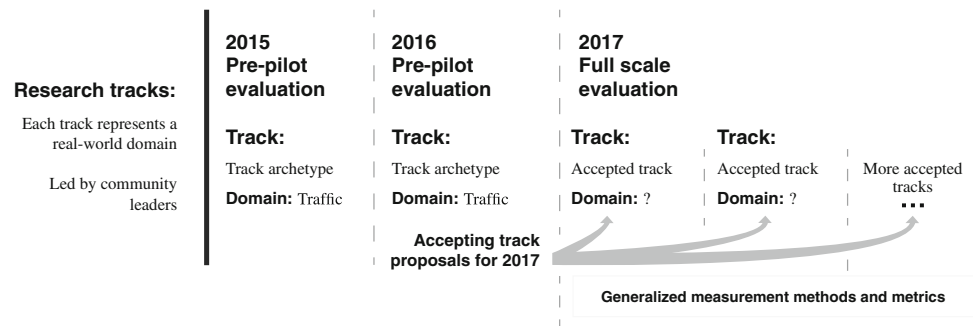 Research tracks:
Each track represents a
real-world domain
Led by community
leaders
2015
Pre-pilot
evaluation
Track:
Track archetype
Domain: Traffic
2016
Pre-pilot
evaluation
Track:
Track archetype
Domain: Traffic
Accepting track
proposals for 2017
2017
Full scale
evaluation
Track:
Accepted track
Domain: ?
Track:
Accepted track
Domain: ?
More accepted
tracks
...
Generalized measurement methods and metrics